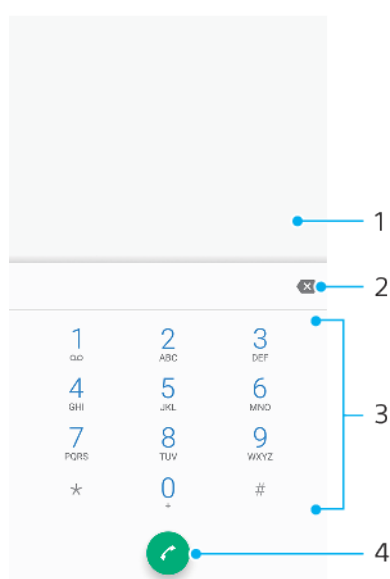 1
2
1 2 3
ABC DEF
4 5 6
GHI JKL MNO
3
7 8 9
PQRS TUV WXYZ
* 0 #
+
4